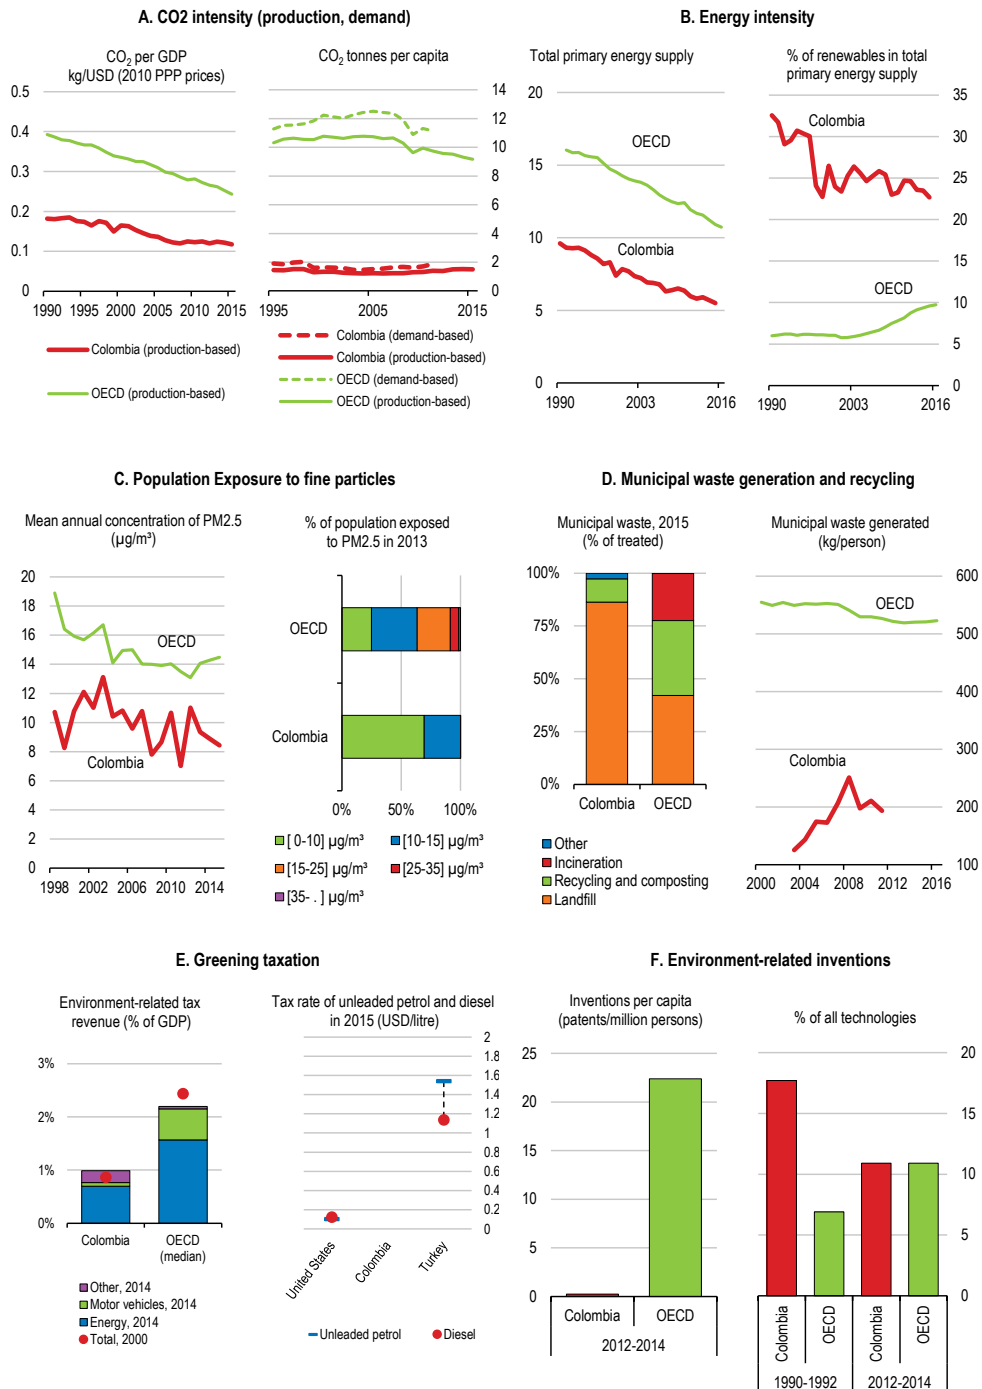 A. CO2 intensity (production, demand)
CO₂ per GDP
kg/USD (2010 PPP prices)
0.5
0.4
0.3
0.2
0.1
0
1990 1995 2000 2005 2010 2015
Colombia (production-based)
OECD (production-based)
CO₂ tonnes per capita
14
12
10
8
6
4
2
0
1995 2005 2015
Colombia (demand-based)
Colombia (production-based)
OECD (demand-based)
OECD (production-based)
B. Energy intensity
Total primary energy supply
20
15
10
5
0
OECD
Colombia
1990 2003 2016
% of renewables in total
primary energy supply
35
30
25
20
15
10
5
0
Colombia
OECD
1990 2003 2016
C. Population Exposure to fine particles
Mean annual concentration of PM2.5
(µg/m³)
20
18
16
14
12
10
8
6
4
2
0
OECD
Colombia
1998 2002 2006 2010 2014
% of population exposed
to PM2.5 in 2013
OECD
Colombia
0% 50% 100%
[ 0-10] µg/m³
[10-15] µg/m³
[15-25] µg/m³
[25-35] µg/m³
[35- . ] µg/m³
D. Municipal waste generation and recycling
Municipal waste, 2015
(% of treated)
100%
75%
50%
25%
0%
Colombia OECD
Other
Incineration
Recycling and composting
Landfill
Municipal waste generated
(kg/person)
600
500
400
300
200
100
OECD
Colombia
2000 2004 2008 2012 2016
E. Greening taxation
Environment-related tax
revenue (% of GDP)
3%
2%
1%
0%
Colombia OECD
(median)
Other, 2014
Motor vehicles, 2014
Energy, 2014
Total, 2000
Tax rate of unleaded petrol and diesel
in 2015 (USD/litre)
2
1.8
1.6
1.4
1.2
1
0.8
0.6
0.4
0.2
0
United States
Colombia
Turkey
Unleaded petrol
Diesel
F. Environment-related inventions
Inventions per capita
(patents/million persons)
25
20
15
10
5
0
Colombia OECD
2012-2014
% of all technologies
20
15
10
5
0
Colombia
OECD
Colombia
OECD
1990-1992 2012-2014